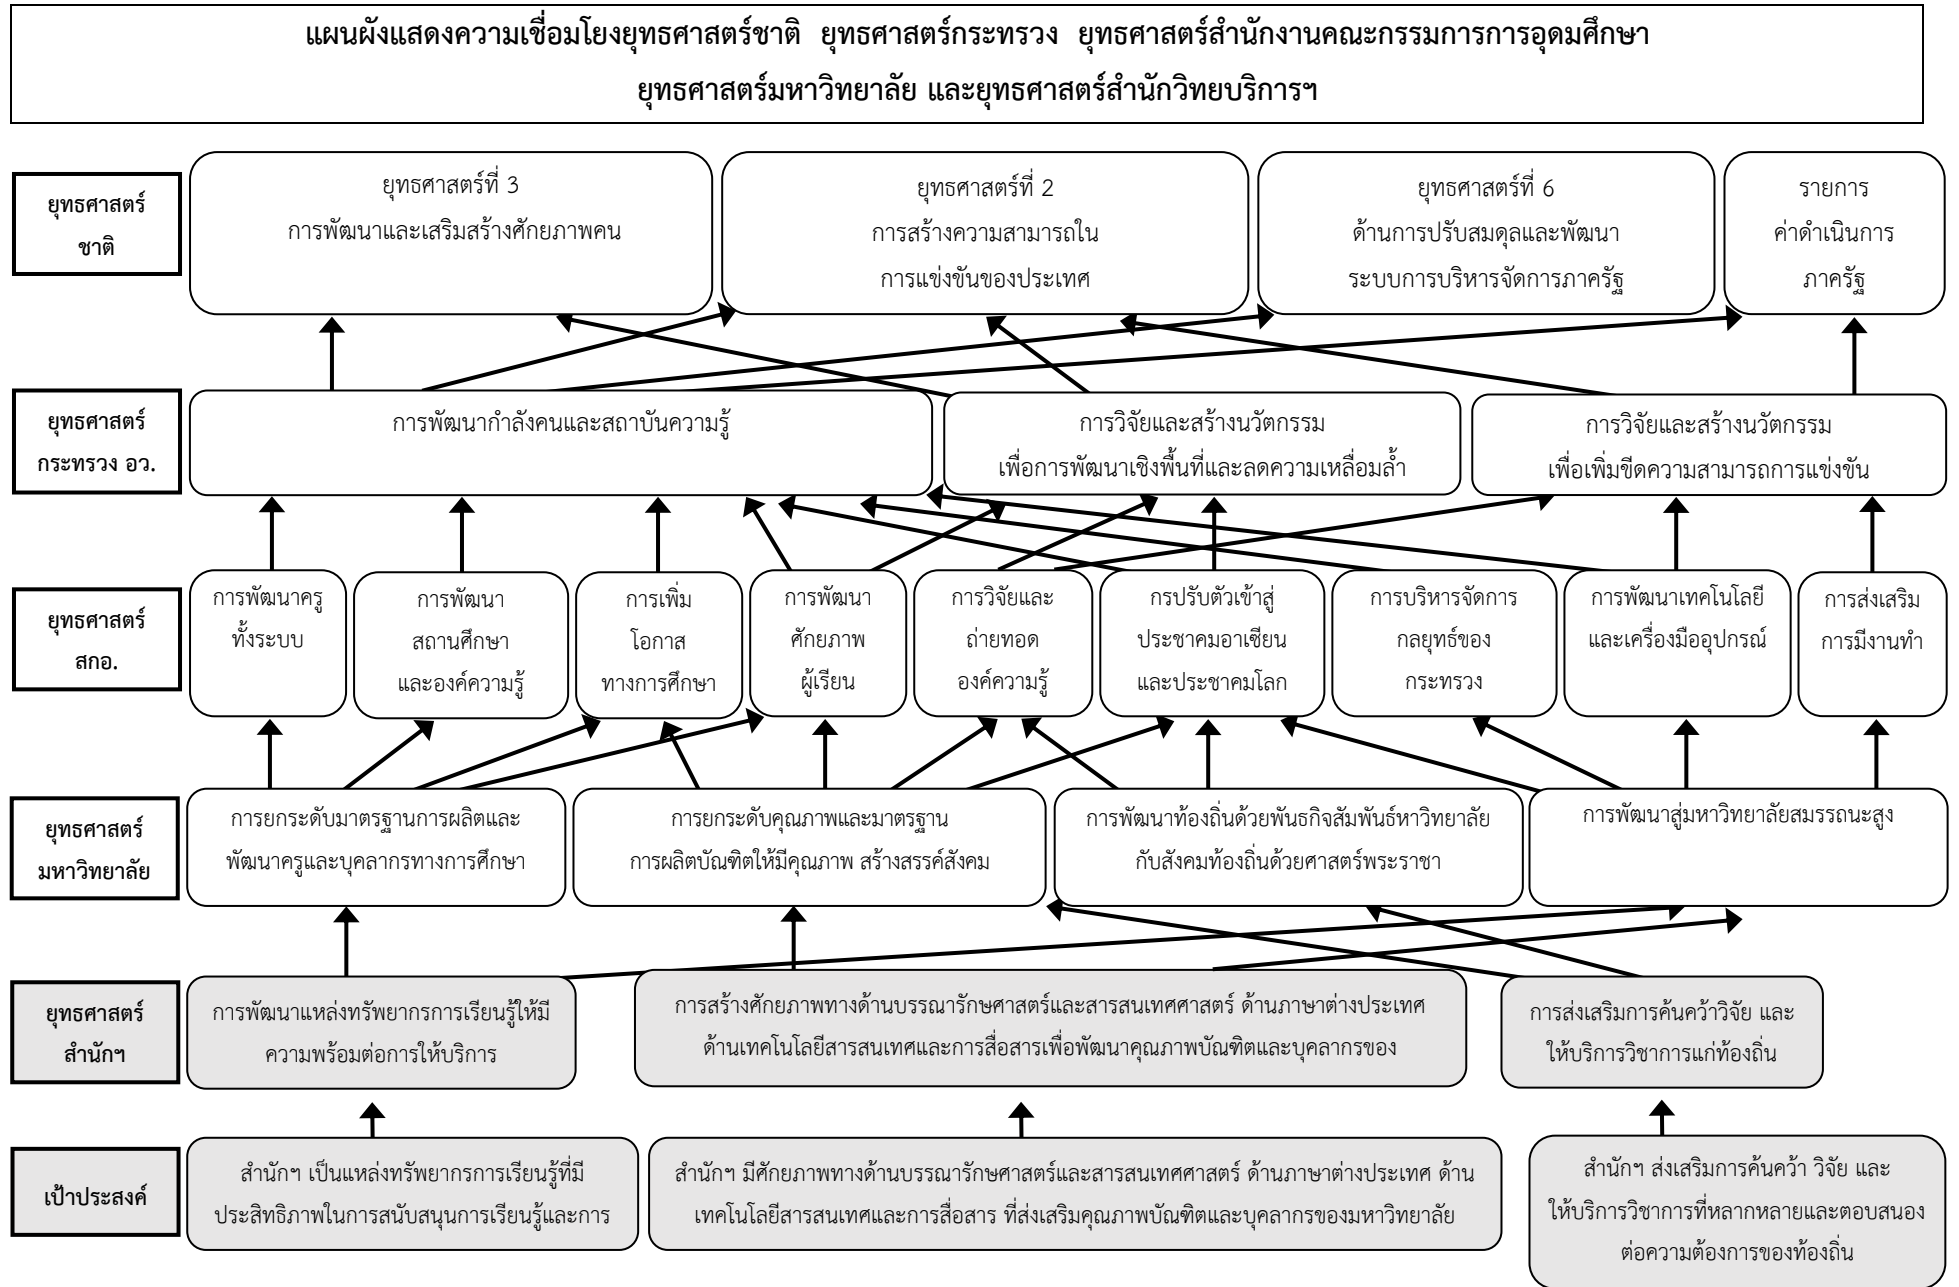 แผนผังแสดงความเชื่อมโยงยุทธศาสตร์ชาติ ยุทธศาสตร์กระทรวง ยุทธศาสตร์สำนักงานคณะกรรมการการอุดมศึกษา
ยุทธศาสตร์มหาวิทยาลัย และยุทธศาสตร์สำนักวิทยบริการฯ
ยุทธศาสตร์
ชาติ
ยุทธศาสตร์ที่ 3
การพัฒนาและเสริมสร้างศักยภาพคน
ยุทธศาสตร์ที่ 2
การสร้างความสามารถใน
การแข่งขันของประเทศ
ยุทธศาสตร์ที่ 6
ด้านการปรับสมดุลและพัฒนา
ระบบการบริหารจัดการภาครัฐ
รายการ
ค่าดำเนินการ
ภาครัฐ
ยุทธศาสตร์
กระทรวง อว.
การพัฒนากำลังคนและสถาบันความรู้
การวิจัยและสร้างนวัตกรรม
เพื่อการพัฒนาเชิงพื้นที่และลดความเหลื่อมล้ำ
การวิจัยและสร้างนวัตกรรม
เพื่อเพิ่มขีดความสามารถการแข่งขัน
ยุทธศาสตร์
สกอ.
การพัฒนาครู
ทั้งระบบ
การพัฒนา
สถานศึกษา
และองค์ความรู้
การเพิ่ม
โอกาส
ทางการศึกษา
การพัฒนา
ศักยภาพ
ผู้เรียน
การวิจัยและ
ถ่ายทอด
องค์ความรู้
กรปรับตัวเข้าสู่
ประชาคมอาเซียน
และประชาคมโลก
การบริหารจัดการ
กลยุทธ์ของ
กระทรวง
การพัฒนาเทคโนโลยี
และเครื่องมืออุปกรณ์
การส่งเสริม
การมีงานทำ
ยุทธศาสตร์
มหาวิทยาลัย
การยกระดับมาตรฐานการผลิตและ
พัฒนาครูและบุคลากรทางการศึกษา
การยกระดับคุณภาพและมาตรฐาน
การผลิตบัณฑิตให้มีคุณภาพ สร้างสรรค์สังคม
การพัฒนาท้องถิ่นด้วยพันธกิจสัมพันธ์มหาวิทยาลัย
กับสังคมท้องถิ่นด้วยศาสตร์พระราชา
การพัฒนาสู่มหาวิทยาลัยสมรรถนะสูง
ยุทธศาสตร์
สำนักฯ
การพัฒนาแหล่งทรัพยากรการเรียนรู้ให้มี
ความพร้อมต่อการให้บริการ
การสร้างศักยภาพทางด้านบรรณารักษศาสตร์และสารสนเทศศาสตร์ ด้านภาษาต่างประเทศ
ด้านเทคโนโลยีสารสนเทศและการสื่อสารเพื่อพัฒนาคุณภาพบัณฑิตและบุคลากรของ
การส่งเสริมการค้นคว้าวิจัย และ
ให้บริการวิชาการแก่ท้องถิ่น
เป้าประสงค์
สำนักฯ เป็นแหล่งทรัพยากรการเรียนรู้ที่มี
ประสิทธิภาพในการสนับสนุนการเรียนรู้และการ
สำนักฯ มีศักยภาพทางด้านบรรณารักษศาสตร์และสารสนเทศศาสตร์ ด้านภาษาต่างประเทศ ด้าน
เทคโนโลยีสารสนเทศและการสื่อสาร ที่ส่งเสริมคุณภาพบัณฑิตและบุคลากรของมหาวิทยาลัย
สำนักฯ ส่งเสริมการค้นคว้า วิจัย และ
ให้บริการวิชาการที่หลากหลายและตอบสนอง
ต่อความต้องการของท้องถิ่น